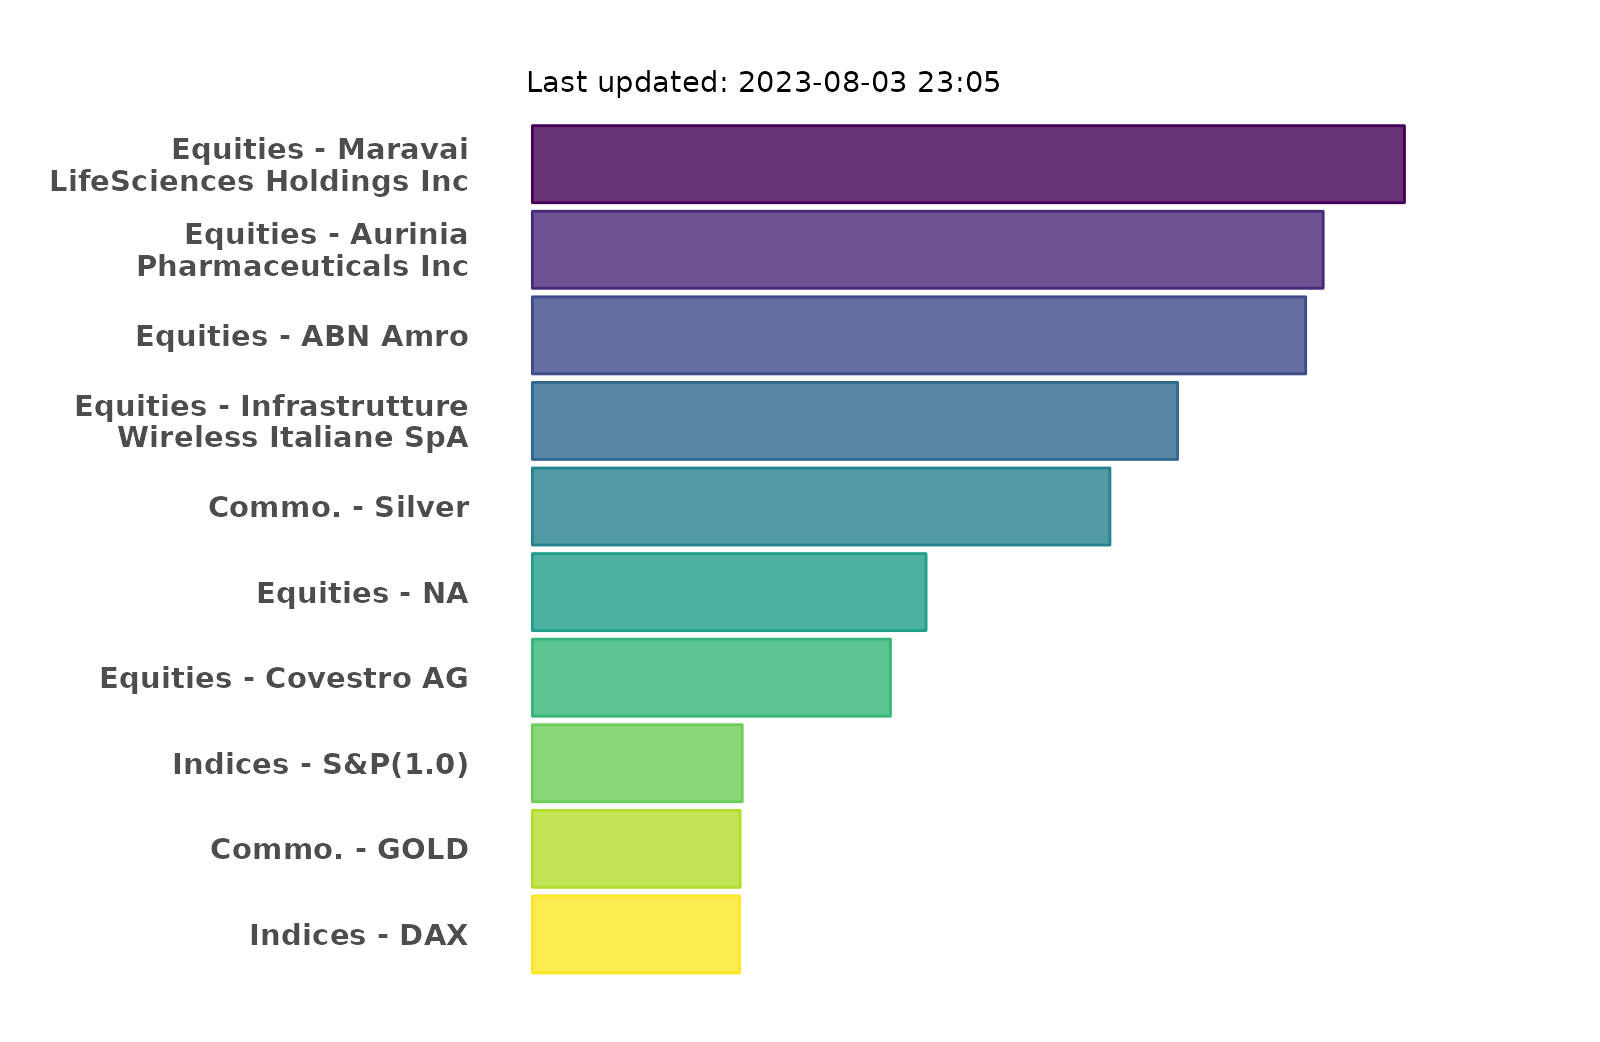 Last updated: 2023-08-03 23:05
Equities - Maravai
LifeSciences Holdings Inc
Equities - Aurinia
Pharmaceuticals Inc
Equities - ABN Amro
Equities - Infrastrutture
Wireless Italiane SpA
Commo. - Silver
Equities - NA
Equities - Covestro AG
Indices - S&P(1.0)
Commo. - GOLD
Indices - DAX